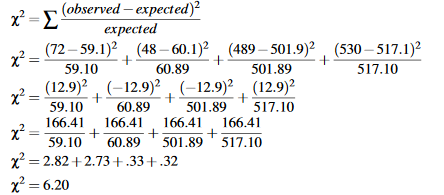 χ² = ∑ (observed − expected)² / expected
χ² = (72 − 59.1)² / 59.10 + (48 − 60.1)² / 60.89 + (489 − 501.9)² / 501.89 + (530 − 517.1)² / 517.10
χ² = (12.9)² / 59.10 + (−12.9)² / 60.89 + (−12.9)² / 501.89 + (12.9)² / 517.10
χ² = 166.41 / 59.10 + 166.41 / 60.89 + 166.41 / 501.89 + 166.41 / 517.10
χ² = 2.82 + 2.73 + .33 + .32
χ² = 6.20